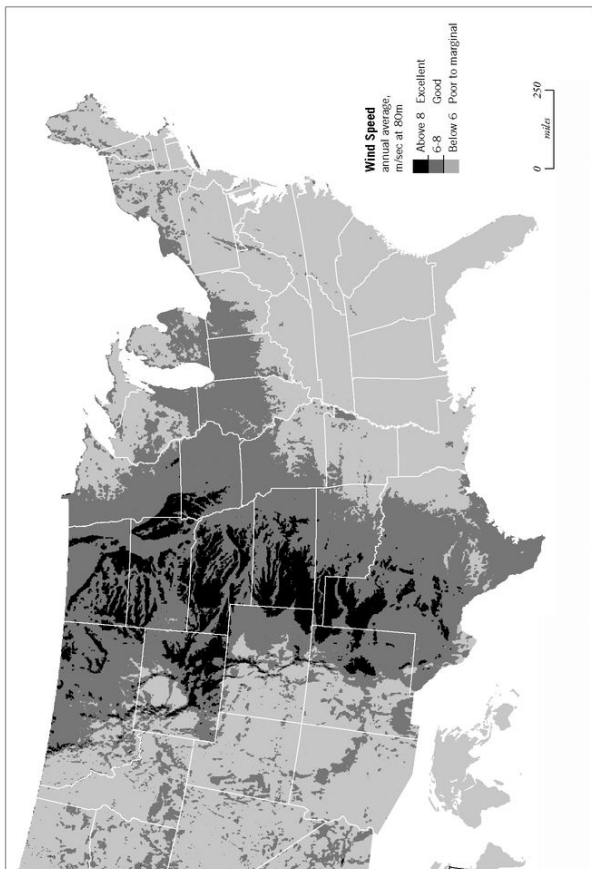 Wind Speed
annual average,
m/sec at 80m
Above 8 Excellent
6-8 Good
Below 6 Poor to marginal
0 250
miles